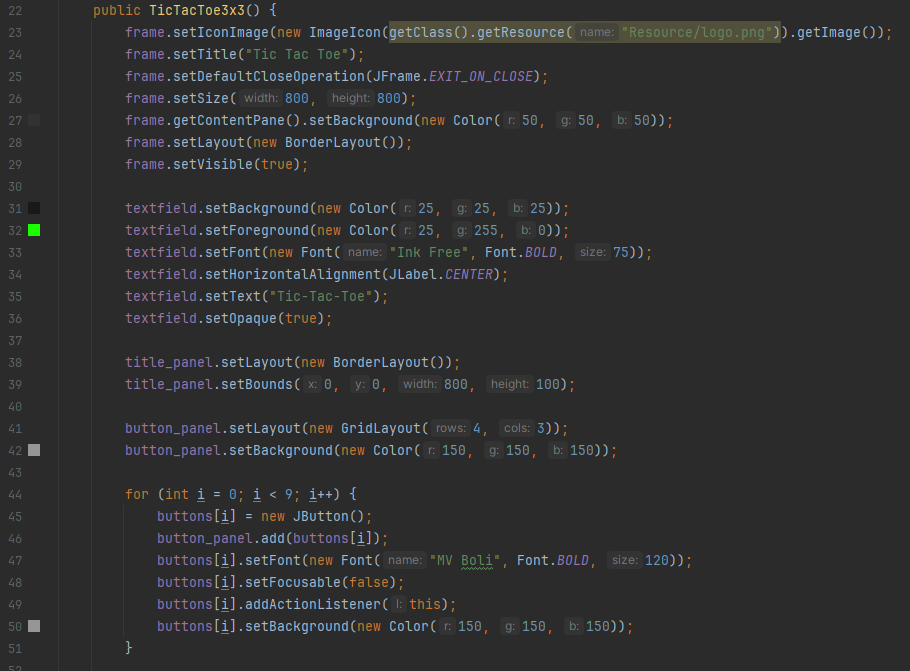 22 public TicTacToe3x3() {
23 frame.setIconImage(new ImageIcon(getClass().getResource( name: "Resource/logo.png")).getImage());
24 frame.setTitle("Tic Tac Toe");
25 frame.setDefaultCloseOperation(JFrame.EXIT_ON_CLOSE);
26 frame.setSize( width: 800, height: 800);
27 frame.getContentPane().setBackground(new Color( r: 50, g: 50, b: 50));
28 frame.setLayout(new BorderLayout());
29 frame.setVisible(true);
30
31 textfield.setBackground(new Color( r: 25, g: 25, b: 25));
32 textfield.setForeground(new Color( r: 25, g: 255, b: 0));
33 textfield.setFont(new Font( name: "Ink Free", Font.BOLD, size: 75));
34 textfield.setHorizontalAlignment(JLabel.CENTER);
35 textfield.setText("Tic-Tac-Toe");
36 textfield.setOpaque(true);
37
38 title_panel.setLayout(new BorderLayout());
39 title_panel.setBounds( x: 0, y: 0, width: 800, height: 100);
40
41 button_panel.setLayout(new GridLayout( rows: 4, cols: 3));
42 button_panel.setBackground(new Color( r: 150, g: 150, b: 150));
43
44 for (int i = 0; i < 9; i++) {
45 buttons[i] = new JButton();
46 button_panel.add(buttons[i]);
47 buttons[i].setFont(new Font( name: "MV Boli", Font.BOLD, size: 120));
48 buttons[i].setFocusable(false);
49 buttons[i].addActionListener( l: this);
50 buttons[i].setBackground(new Color( r: 150, g: 150, b: 150));
51 }
52